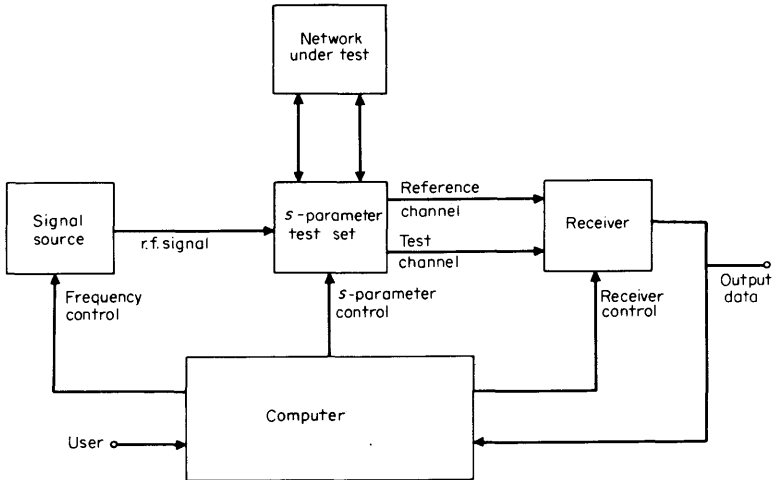 Network
under test
Signal
source
r.f. signal
s-parameter
test set
Reference
channel
Test
channel
Receiver
Frequency
control
s-parameter
control
Receiver
control
Output
data
Computer
User